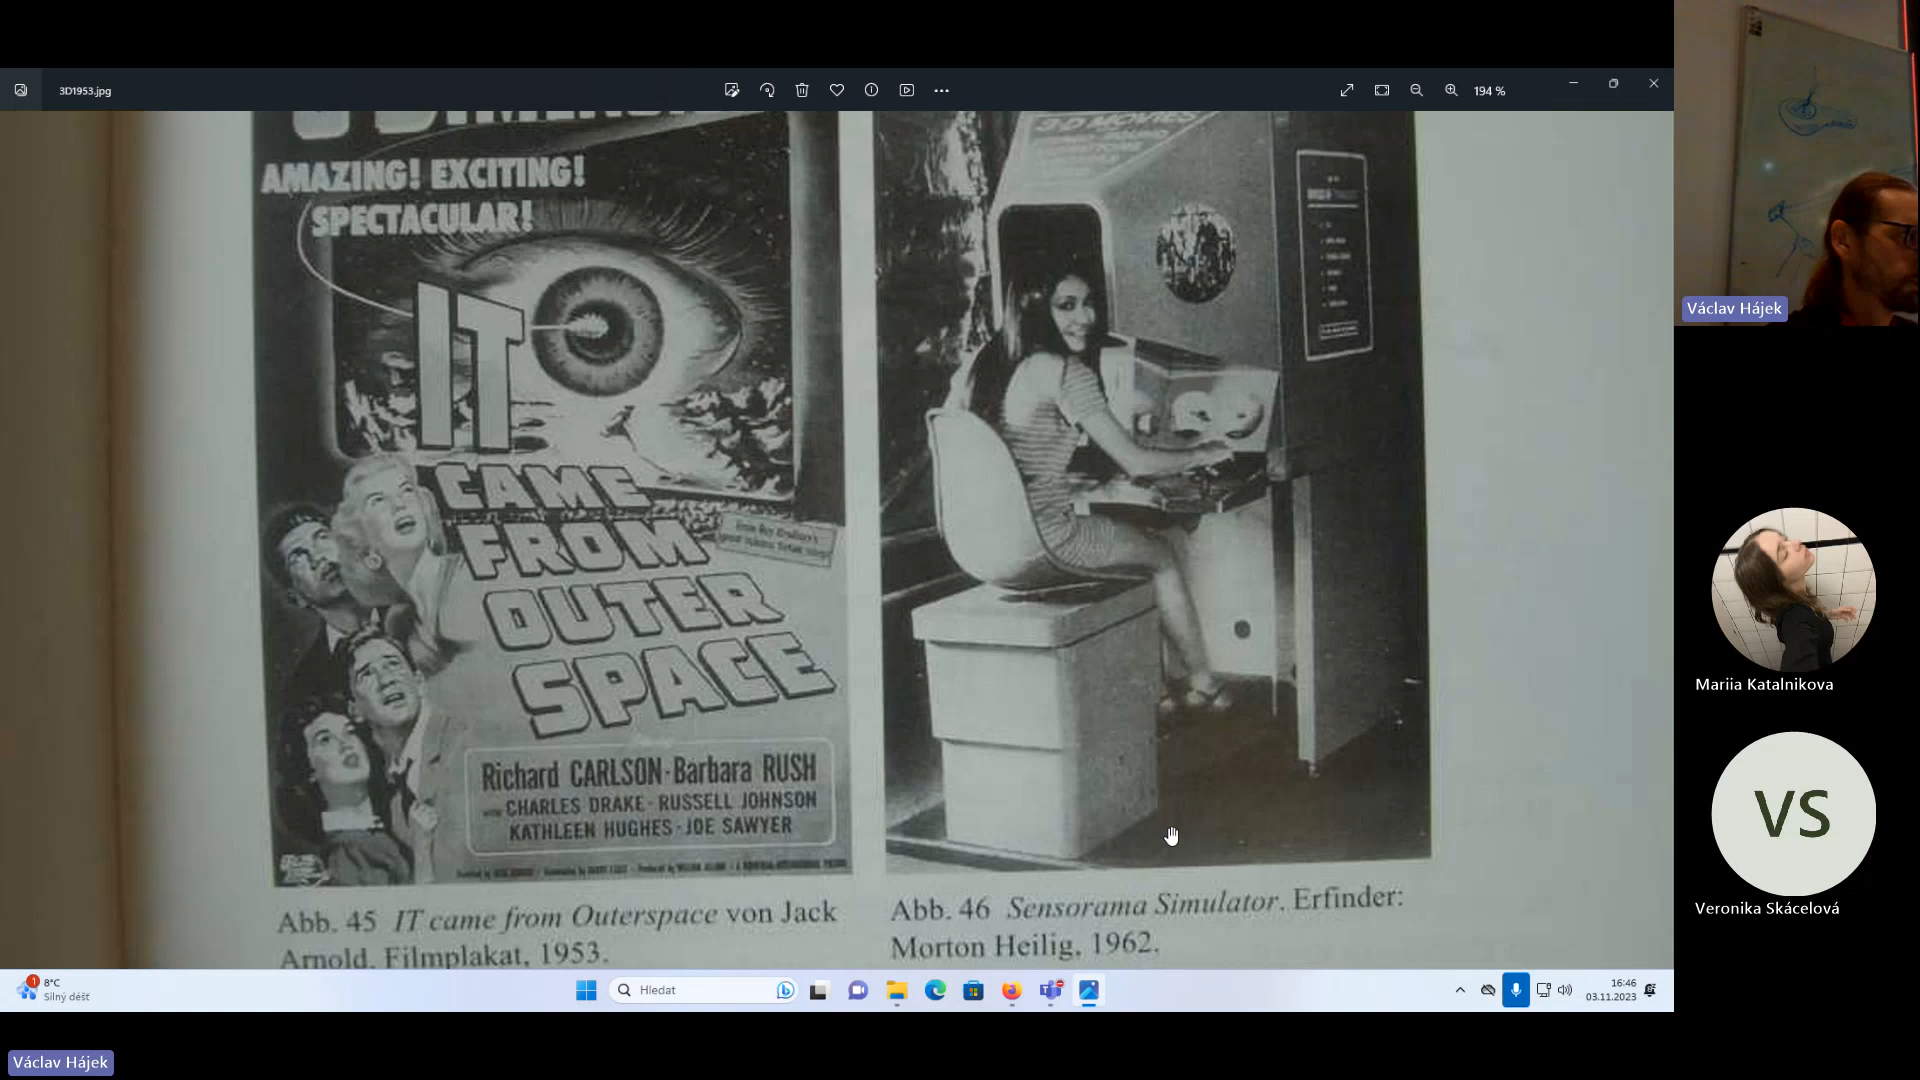 3D1953.jpg
194 %
AMAZING! EXCITING!
SPECTACULAR!
IT
CAME
FROM
OUTER
SPACE
Richard CARLSON · Barbara RUSH
with CHARLES DRAKE · RUSSELL JOHNSON
KATHLEEN HUGHES · JOE SAWYER
3-D MOVIES
Abb. 45 IT came from Outerspace von Jack
Arnold, Filmplakat, 1953.
Abb. 46 Sensorama Simulator. Erfinder:
Morton Heilig, 1962.
Václav Hájek
Mariia Katalnikova
VS
Veronika Skácelová
1
8°C
Silný déšť
Hledat
16:46
03.11.2023
Václav Hájek